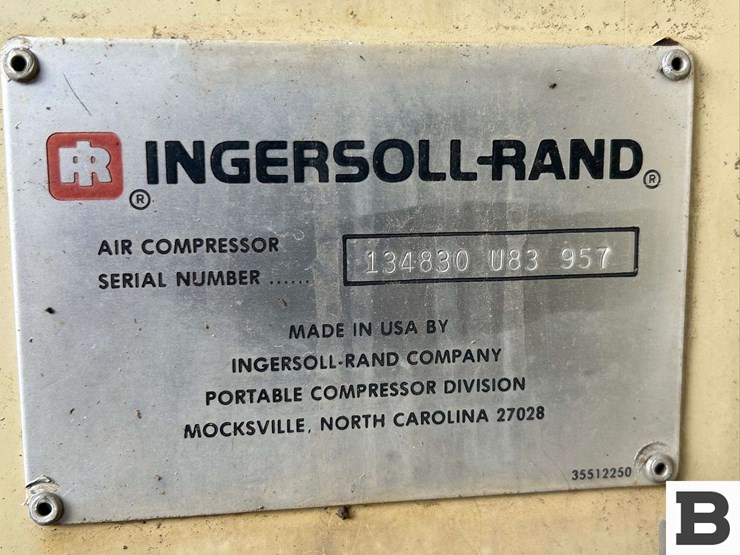 IR ® INGERSOLL-RAND®
AIR COMPRESSOR
SERIAL NUMBER ...... 134830 U83 957
MADE IN USA BY
INGERSOLL-RAND COMPANY
PORTABLE COMPRESSOR DIVISION
MOCKSVILLE, NORTH CAROLINA 27028
35512250
B